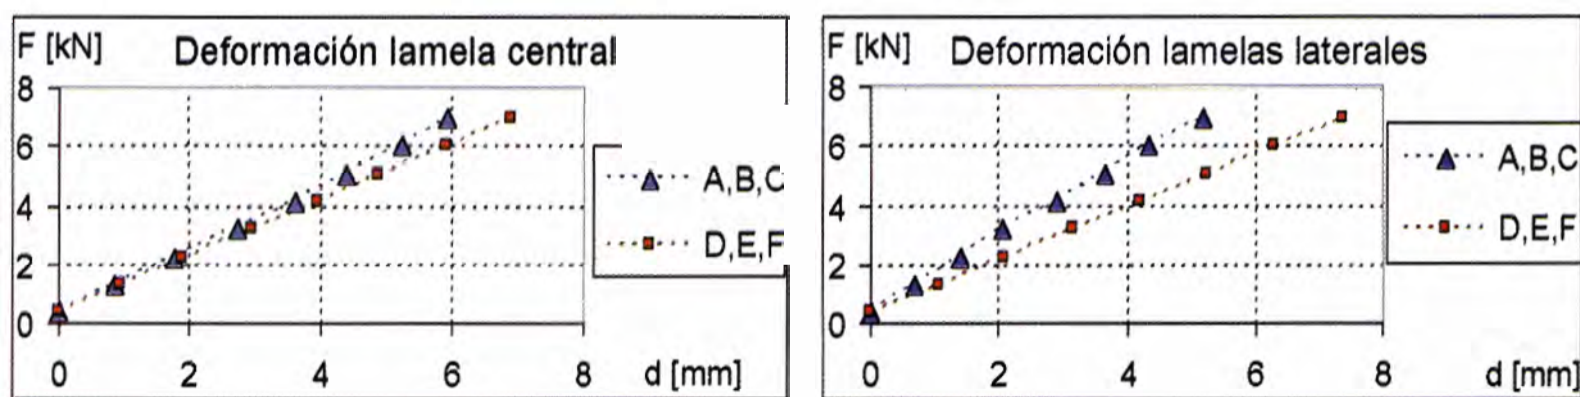 F [kN] Deformación lamela central
8
6
4
2
0
0 2 4 6 d [mm]
A,B,C
D,E,F
F [kN] Deformación lamelas laterales
8
6
4
2
0
0 2 4 6 8 d [mm]
A,B,C
D,E,F